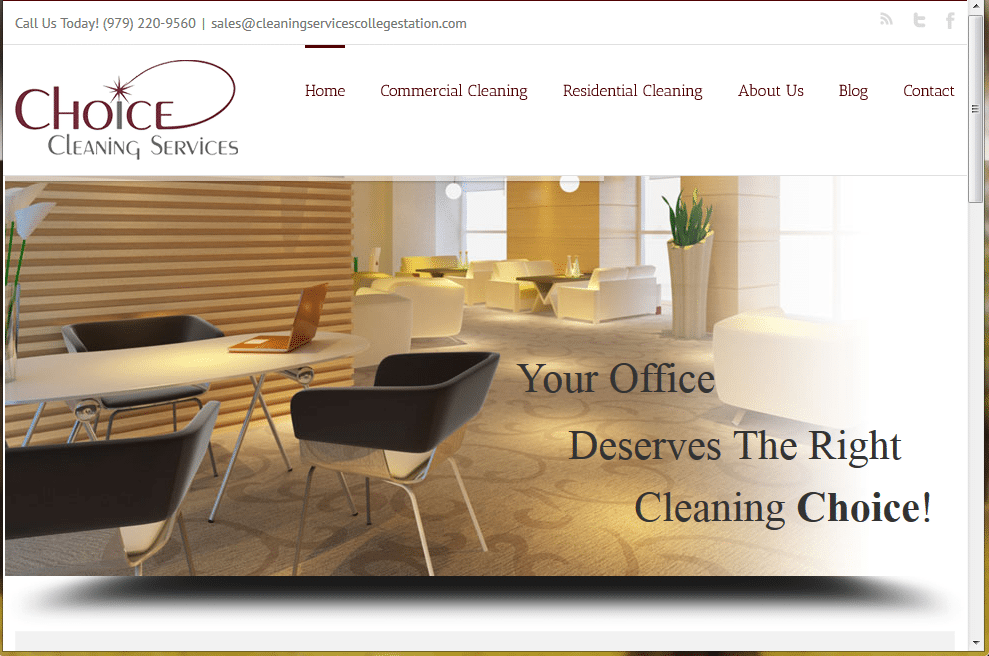 Call Us Today! (979) 220-9560 | sales@cleaningservicescollegestation.com
Choice
Cleaning Services
Home Commercial Cleaning Residential Cleaning About Us Blog Contact
Your Office
Deserves The Right
Cleaning Choice!